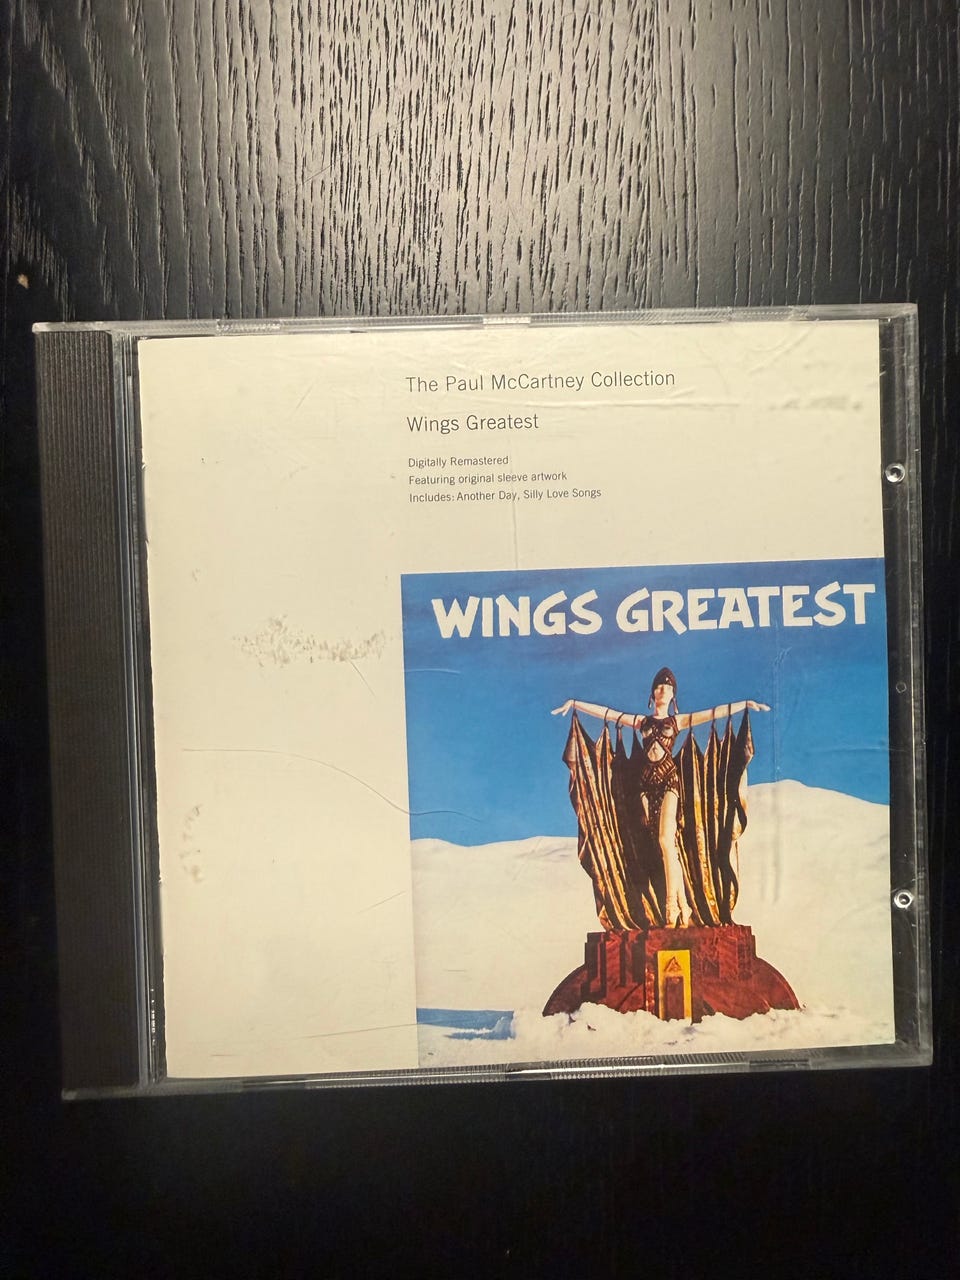 The Paul McCartney Collection
Wings Greatest
Digitally Remastered
Featuring original sleeve artwork
Includes: Another Day, Silly Love Songs
WINGS GREATEST